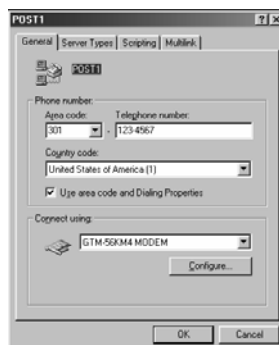 POST1
General Server Types Scripting Multilink
POST1
Phone number:
Area code: Telephone number:
301 - 123-4567
Country code:
United States of America (1)
Use area code and Dialing Properties
Connect using:
GTM-56KM4 MODEM
Configure...
OK Cancel